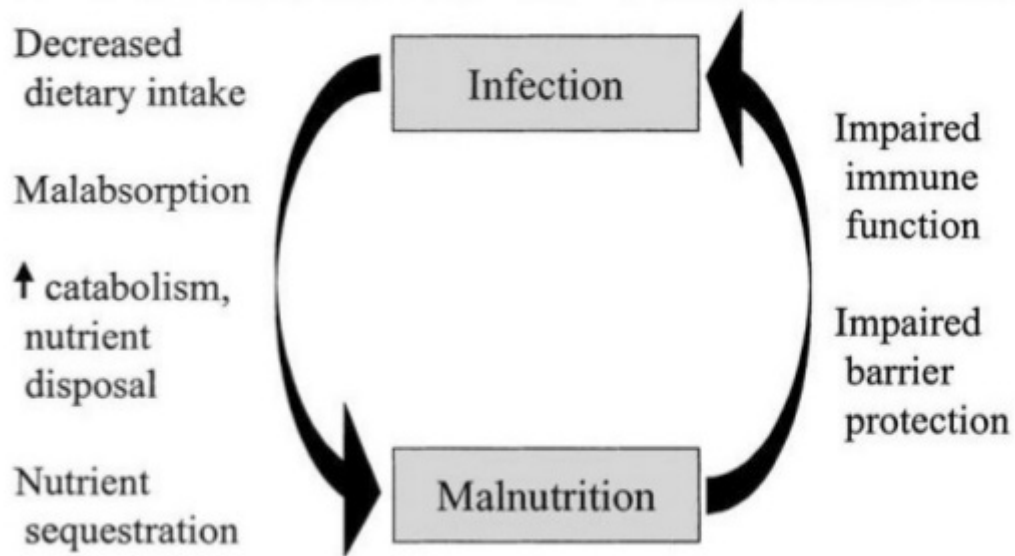 Decreased
dietary intake
Malabsorption
↑ catabolism,
nutrient
disposal
Nutrient
sequestration
Infection
Malnutrition
Impaired
immune
function
Impaired
barrier
protection